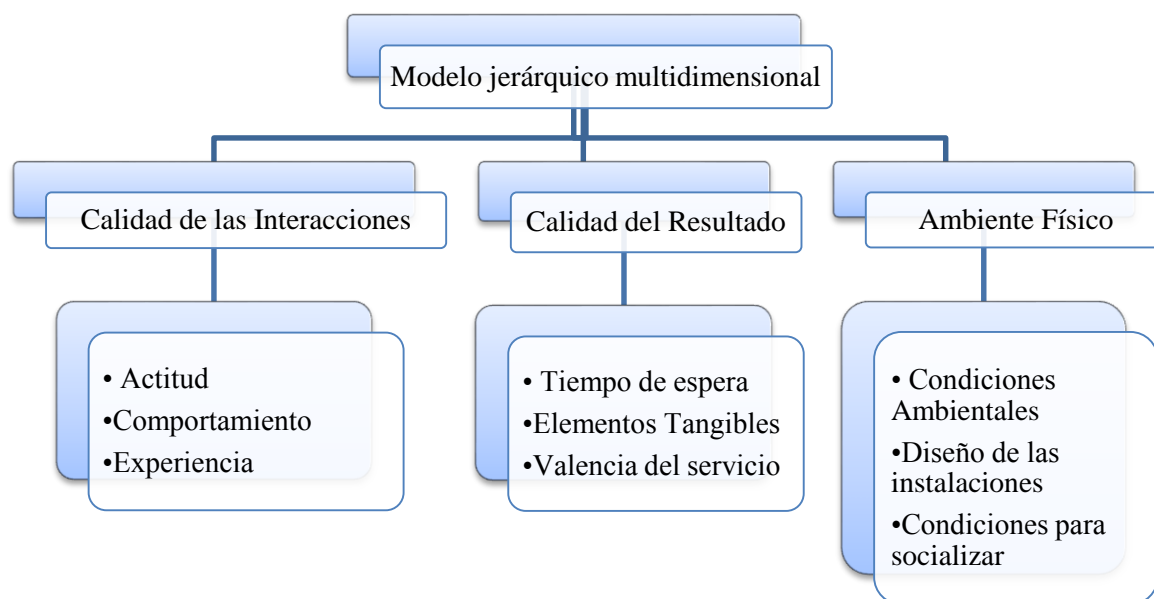 Modelo jerárquico multidimensional
Calidad de las Interacciones
Calidad del Resultado
Ambiente Físico
• Actitud
•Comportamiento
•Experiencia
• Tiempo de espera
•Elementos Tangibles
•Valencia del servicio
• Condiciones
Ambientales
•Diseño de las
instalaciones
•Condiciones para
socializar